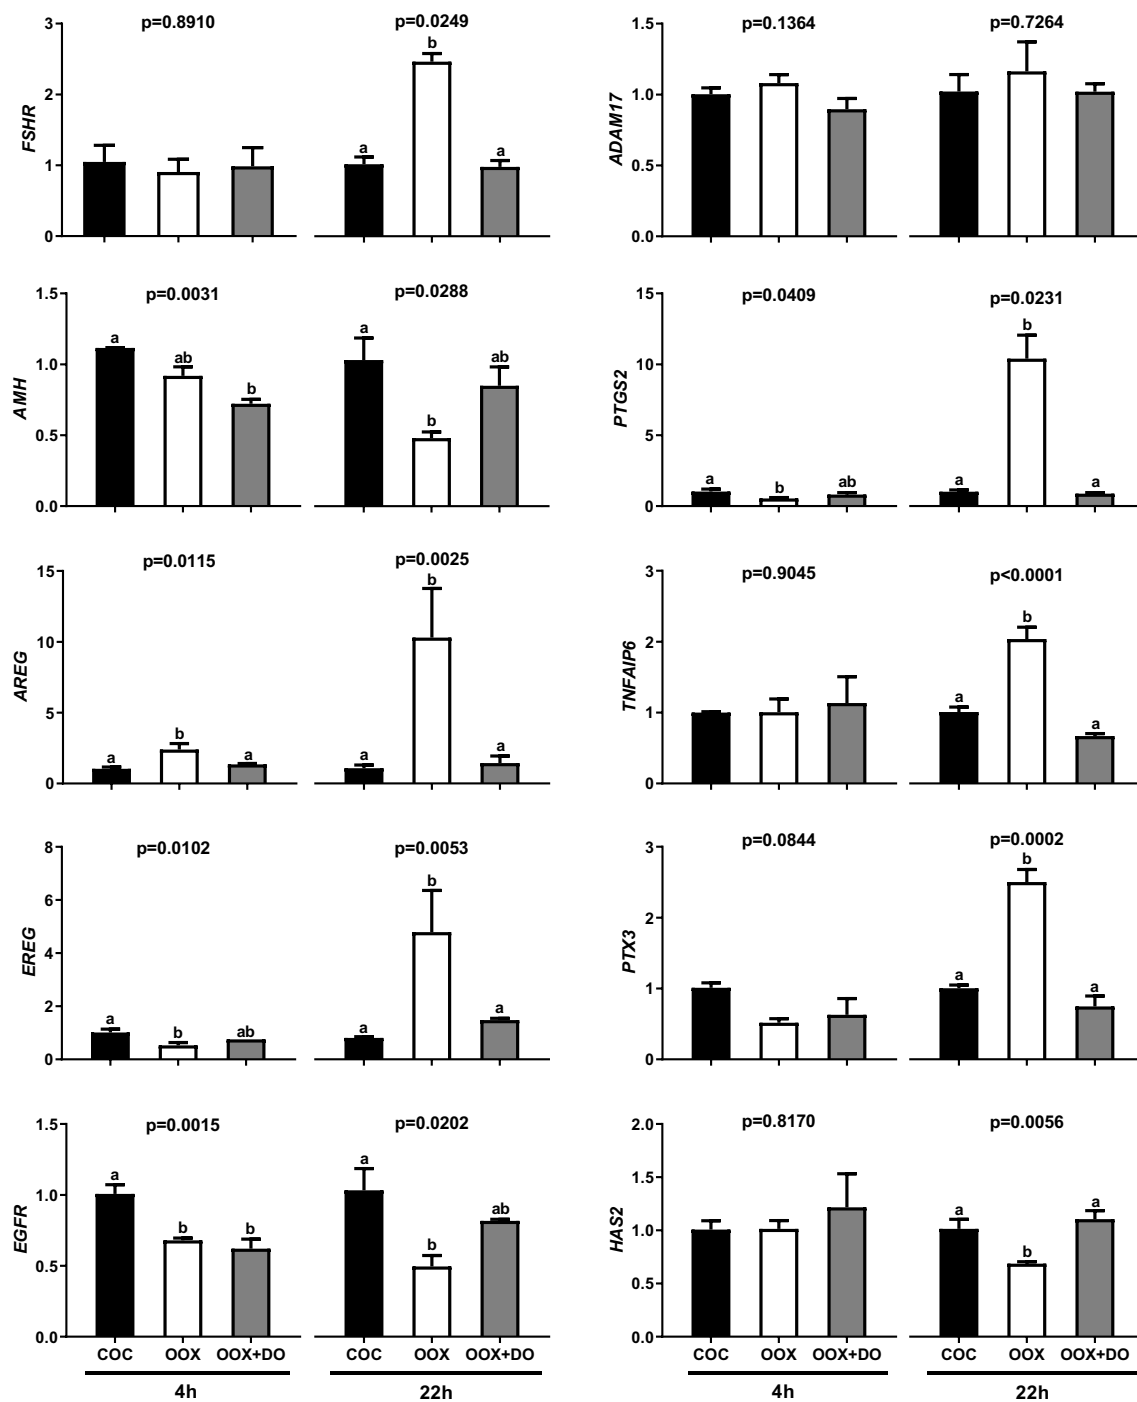 p=0.8910
p=0.0249
3
2
1
0
FSHR
a
b
a
p=0.1364
p=0.7264
1.5
1.0
0.5
0.0
ADAM17
p=0.0031
p=0.0288
1.5
1.0
0.5
0.0
AMH
a
ab
b
a
b
ab
p=0.0409
p=0.0231
15
10
5
0
PTGS2
a
b
ab
a
b
a
p=0.0115
p=0.0025
15
10
5
0
AREG
a
b
a
a
b
a
p=0.9045
p<0.0001
3
2
1
0
TNFAIP6
a
b
a
p=0.0102
p=0.0053
8
6
4
2
0
EREG
a
b
ab
a
b
a
p=0.0844
p=0.0002
3
2
1
0
PTX3
a
b
a
p=0.0015
p=0.0202
1.5
1.0
0.5
0.0
EGFR
a
b
b
a
b
ab
COC OOX OOX+DO COC OOX OOX+DO
4h 22h
p=0.8170
p=0.0056
2.0
1.5
1.0
0.5
0.0
HAS2
a
b
a
COC OOX OOX+DO COC OOX OOX+DO
4h 22h